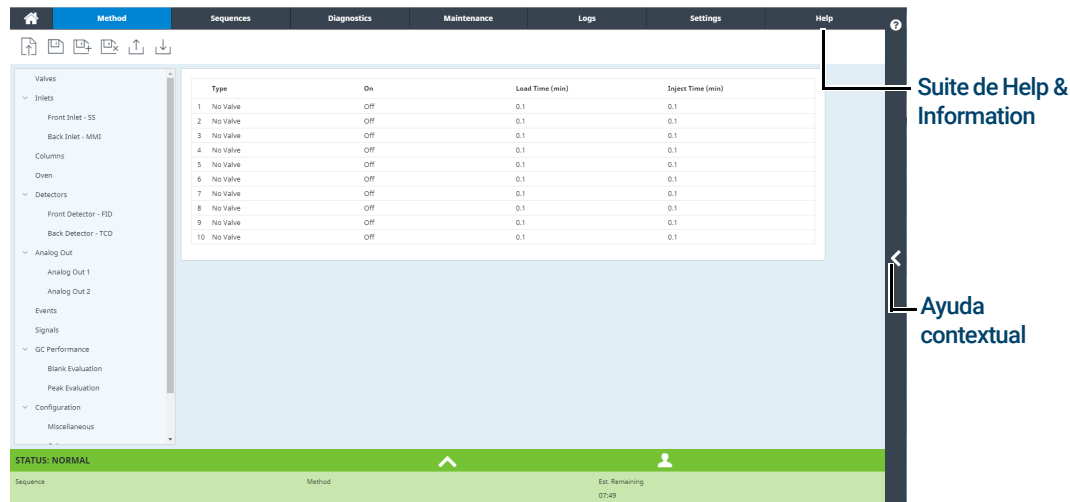 Method Sequences Diagnostics Maintenance Logs Settings Help
?
Suite de Help &
Information
Valves
Inlets
Front Inlet - SS
Back Inlet - MMI
Columns
Oven
Detectors
Front Detector - FID
Back Detector - TCD
Analog Out
Analog Out 1
Analog Out 2
Events
Signals
GC Performance
Blank Evaluation
Peak Evaluation
Configuration
Miscellaneous
Type On Load Time (min) Inject Time (min)
1 No Valve Off 0.1 0.1
2 No Valve Off 0.1 0.1
3 No Valve Off 0.1 0.1
4 No Valve Off 0.1 0.1
5 No Valve Off 0.1 0.1
6 No Valve Off 0.1 0.1
7 No Valve Off 0.1 0.1
8 No Valve Off 0.1 0.1
9 No Valve Off 0.1 0.1
10 No Valve Off 0.1 0.1
Ayuda
contextual
STATUS: NORMAL
Sequence Method Est. Remaining
07:49